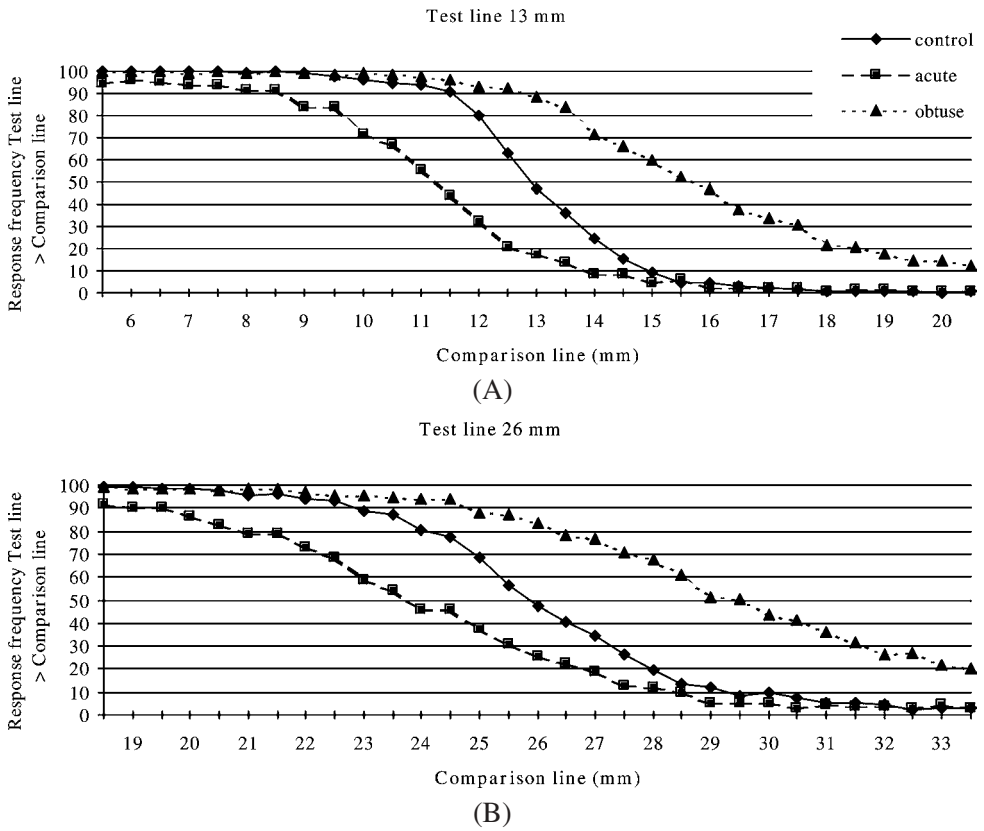 Test line 13 mm
control
acute
obtuse
Response frequency Test line
> Comparison line
100
90
80
70
60
50
40
30
20
10
0
6 7 8 9 10 11 12 13 14 15 16 17 18 19 20
Comparison line (mm)
(A)
Test line 26 mm
Response frequency Test line
> Comparison line
100
90
80
70
60
50
40
30
20
10
0
19 20 21 22 23 24 25 26 27 28 29 30 31 32 33
Comparison line (mm)
(B)